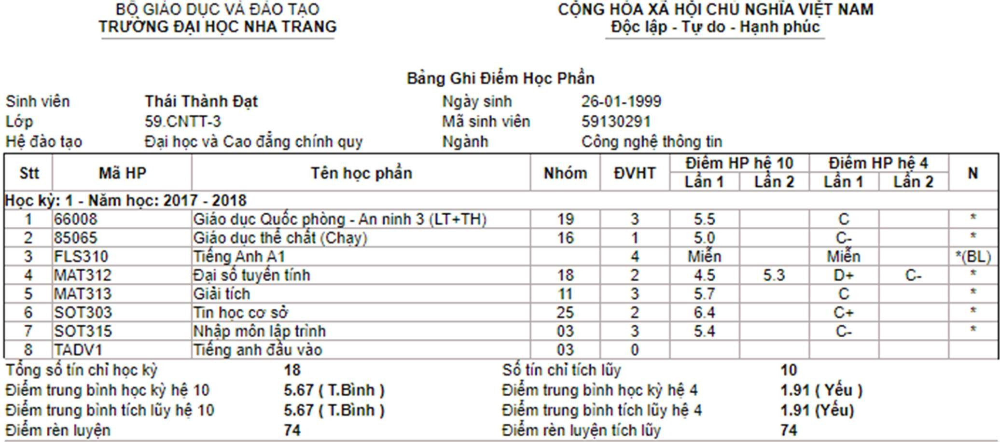 BỘ GIÁO DỤC VÀ ĐÀO TẠO
TRƯỜNG ĐẠI HỌC NHA TRANG
CỘNG HÒA XÃ HỘI CHỦ NGHĨA VIỆT NAM
Độc lập - Tự do - Hạnh phúc
Bảng Ghi Điểm Học Phần
Sinh viên Thái Thành Đạt Ngày sinh 26-01-1999
Lớp 59.CNTT-3 Mã sinh viên 59130291
Hệ đào tạo Đại học và Cao đẳng chính quy Ngành Công nghệ thông tin
Stt Mã HP Tên học phần Nhóm ĐVHT Điểm HP hệ 10 Điểm HP hệ 4 N
Lần 1 Lần 2 Lần 1 Lần 2
Học kỳ: 1 - Năm học: 2017 - 2018
1 66008 Giáo dục Quốc phòng - An ninh 3 (LT+TH) 19 3 5.5 C *
2 85065 Giáo dục thể chất (Chạy) 16 1 5.0 C- *
3 FLS310 Tiếng Anh A1 4 Miễn Miễn *(BL)
4 MAT312 Đại số tuyến tính 18 2 4.5 5.3 D+ C- *
5 MAT313 Giải tích 11 3 5.7 C *
6 SOT303 Tin học cơ sở 25 2 6.4 C+ *
7 SOT315 Nhập môn lập trình 03 3 5.4 C- *
8 TADV1 Tiếng anh đầu vào 03 0
Tổng số tín chỉ học kỳ 18 Số tín chỉ tích lũy 10
Điểm trung bình học kỳ hệ 10 5.67 ( T.Bình ) Điểm trung bình học kỳ hệ 4 1.91 ( Yếu )
Điểm trung bình tích lũy hệ 10 5.67 ( T.Bình ) Điểm trung bình tích lũy hệ 4 1.91 (Yếu)
Điểm rèn luyện 74 Điểm rèn luyện tích lũy 74